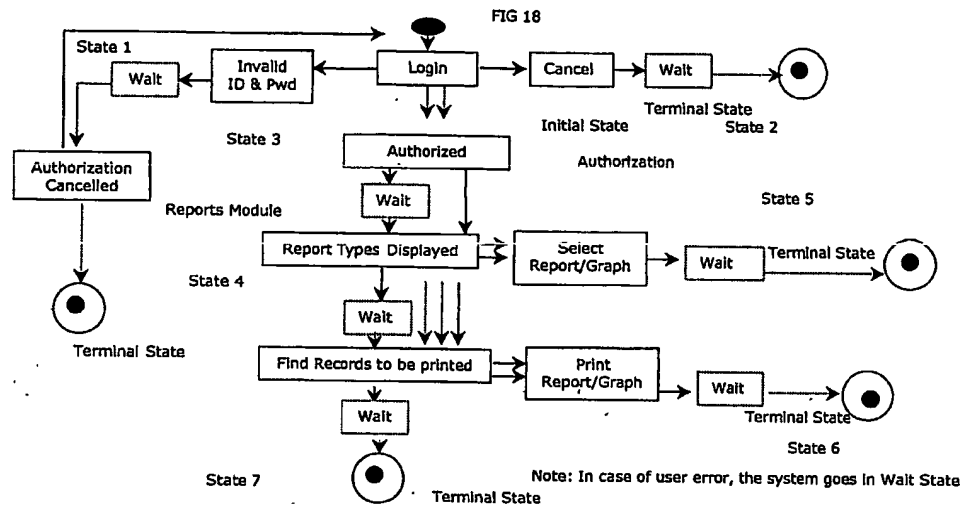 FIG 18
State 1
Invalid
ID & Pwd
Login
Cancel
Wait
Wait
Terminal State
Initial State
State 2
State 3
Authorized
Authorization
Authorization
Cancelled
Wait
State 5
Reports Module
Report Types Displayed
Select
Report/Graph
Wait
Terminal State
State 4
Wait
Terminal State
Find Records to be printed
Print
Report/Graph
Wait
Terminal State
Wait
State 6
State 7
Note: In case of user error, the system goes in Wait State
Terminal State